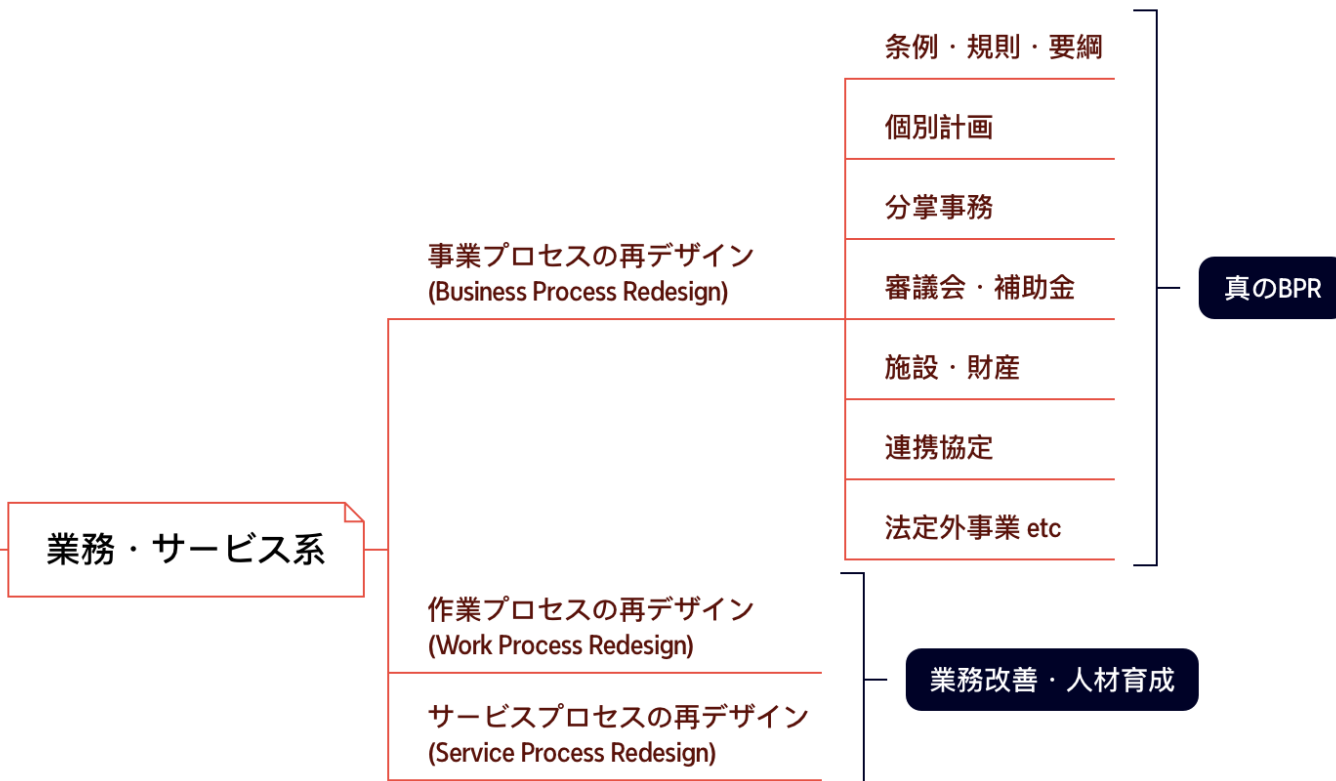 条例・規則・要綱
個別計画
分掌事務
事業プロセスの再デザイン
(Business Process Redesign)
審議会・補助金
真のBPR
施設・財産
連携協定
法定外事業 etc
業務・サービス系
作業プロセスの再デザイン
(Work Process Redesign)
業務改善・人材育成
サービスプロセスの再デザイン
(Service Process Redesign)